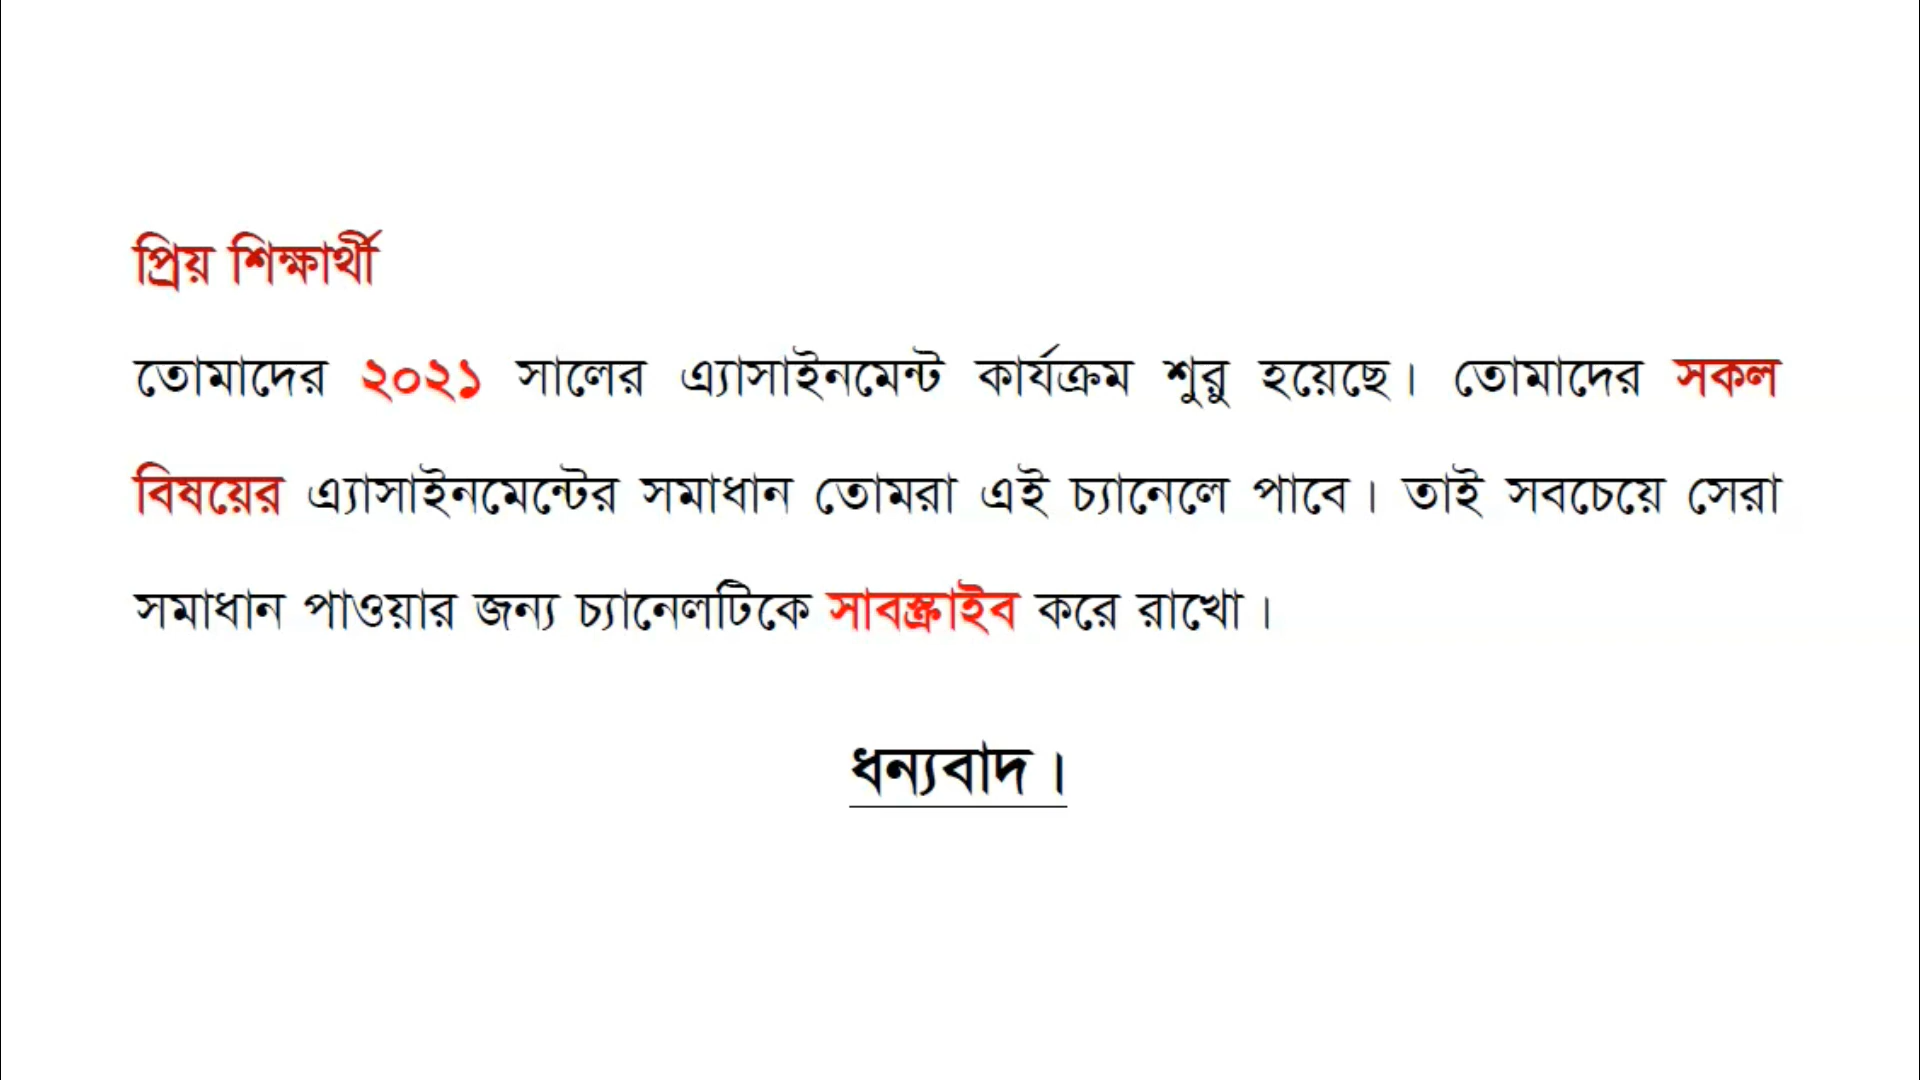 প্রিয় শিক্ষার্থী
তোমাদের ২০২১ সালের এ্যাসাইনমেন্ট কার্যক্রম শুরু হয়েছে। তোমাদের সকল
বিষয়ের এ্যাসাইনমেন্টের সমাধান তোমরা এই চ্যানেলে পাবে। তাই সবচেয়ে সেরা
সমাধান পাওয়ার জন্য চ্যানেলটিকে সাবস্ক্রাইব করে রাখো।
ধন্যবাদ।